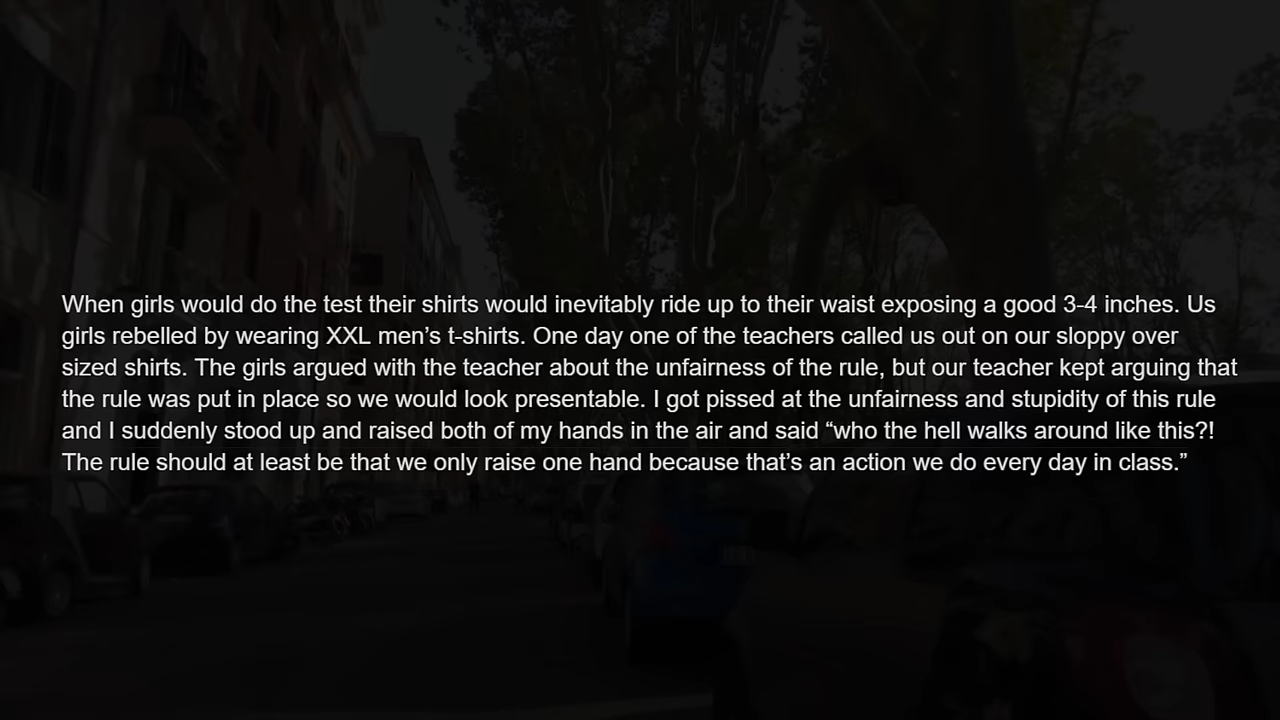 When girls would do the test their shirts would inevitably ride up to their waist exposing a good 3-4 inches. Us
girls rebelled by wearing XXL men’s t-shirts. One day one of the teachers called us out on our sloppy over
sized shirts. The girls argued with the teacher about the unfairness of the rule, but our teacher kept arguing that
the rule was put in place so we would look presentable. I got pissed at the unfairness and stupidity of this rule
and I suddenly stood up and raised both of my hands in the air and said “who the hell walks around like this?!
The rule should at least be that we only raise one hand because that’s an action we do every day in class.”